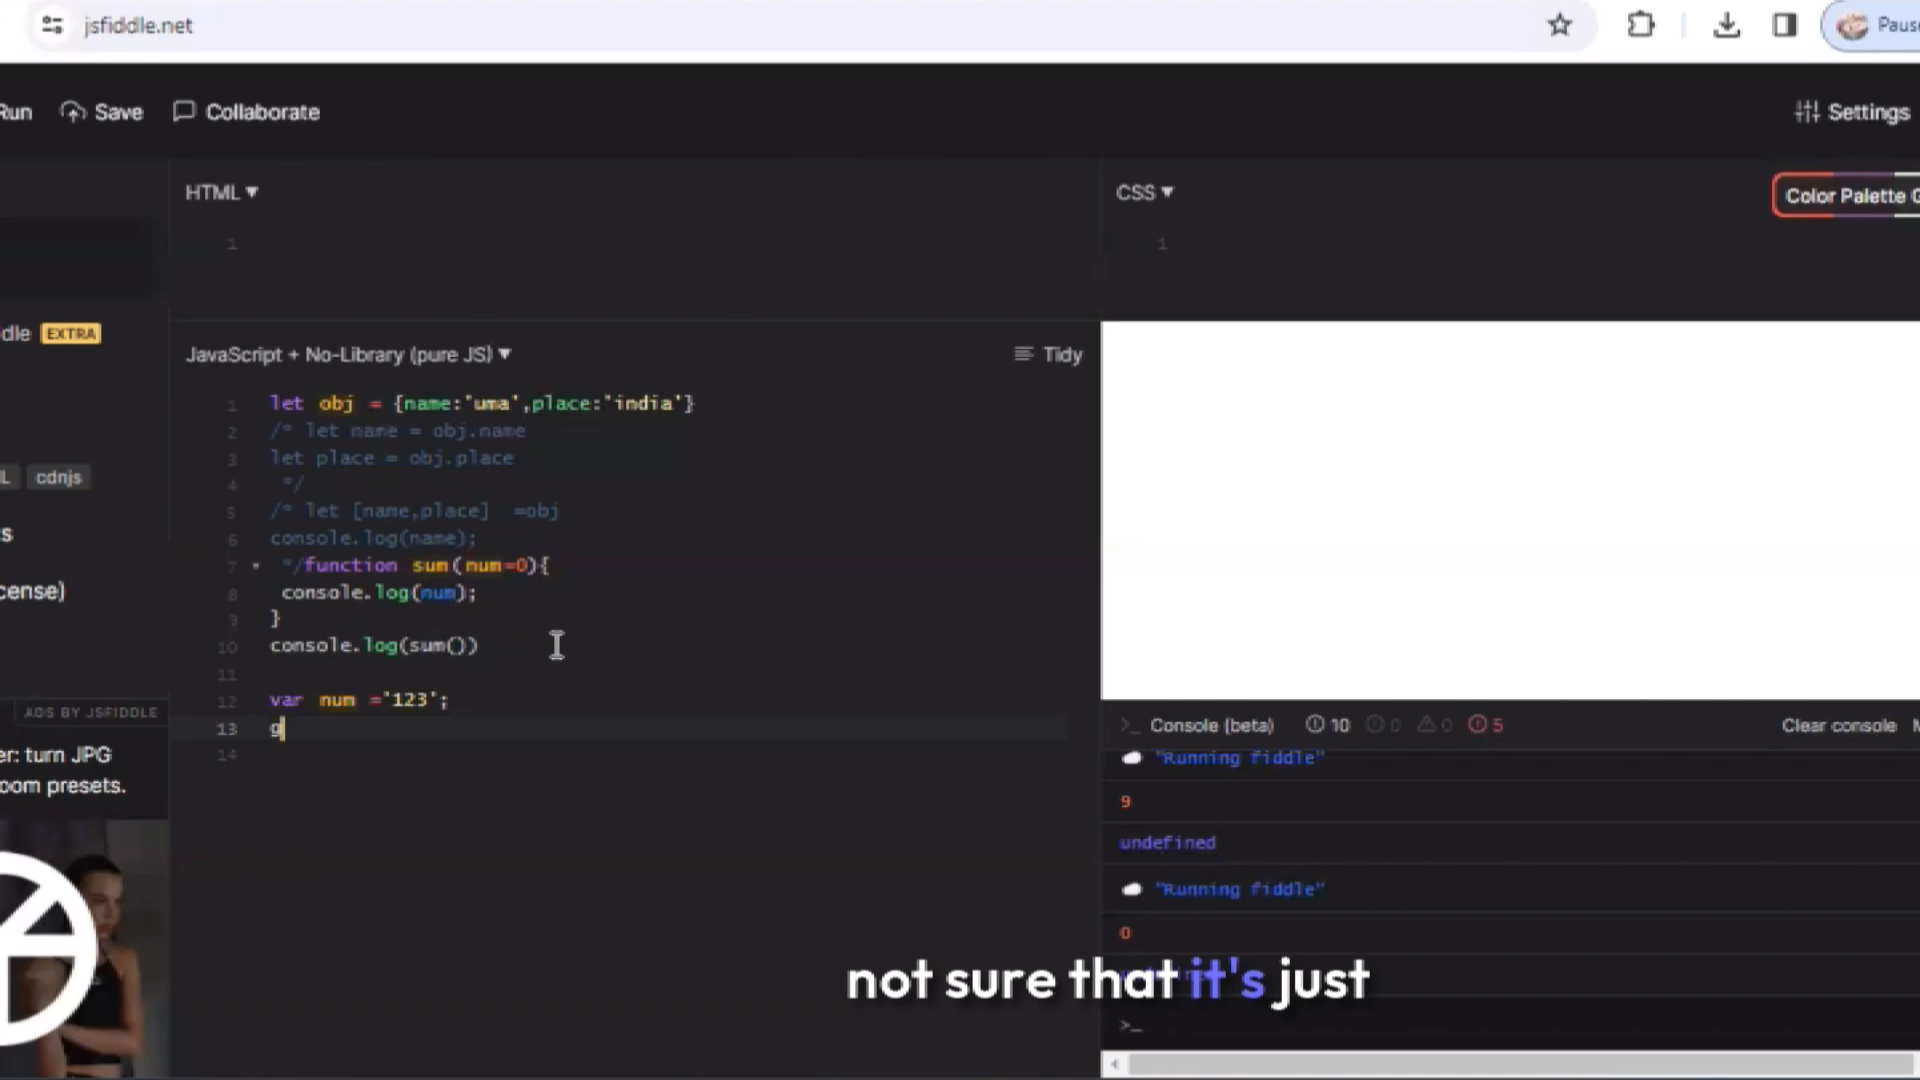 jsfiddle.net
Paus
Run
Save
Collaborate
Settings
HTML
CSS
Color Palette G
1
1
dle EXTRA
L cdnjs
s
cense)
ADS BY JSFIDDLE
er: turn JPG
oom presets.
JavaScript + No-Library (pure JS)
Tidy
1 let obj = {name:'uma',place:'india'}
2 /* let name = obj.name
3 let place = obj.place
4 */
5 /* let [name,place]  =obj
6 console.log(name);
7 */function sum(num=0){
8 console.log(num);
9 }
10 console.log(sum())
11
12 var num ='123';
13 g
14
>_ Console (beta) 10 0 0 5
Clear console M
"Running fiddle"
9
undefined
"Running fiddle"
0
>_
not sure that it's just